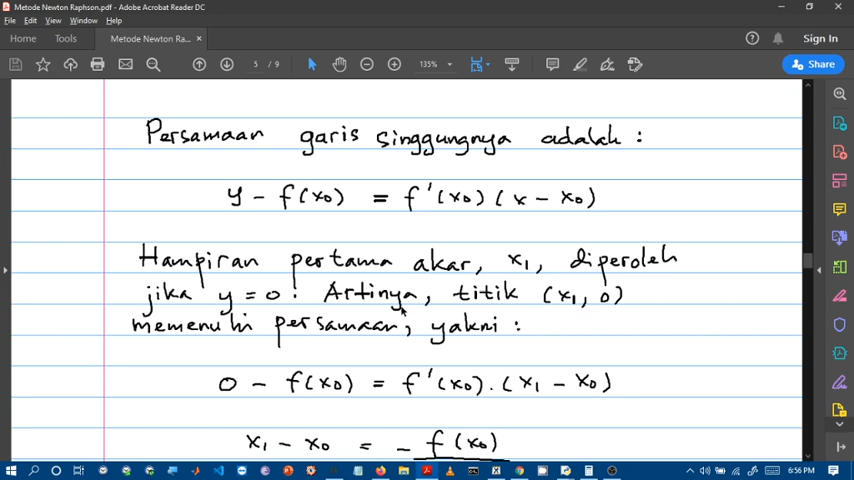 Metode Newton Raphson.pdf - Adobe Acrobat Reader DC
File Edit View Window Help
Home Tools Metode Newton Ra... × Sign In
5 / 9 135% Share
Persamaan garis singgungnya adalah :
y - f(x0) = f'(x0) (x - x0)
Hampiran pertama akar, x1, diperoleh
jika y = 0 ! Artinya, titik (x1, 0)
memenuhi persamaan, yakni :
0 - f(x0) = f'(x0) . (x1 - x0)
x1 - x0 = - f(x0)
6:56 PM